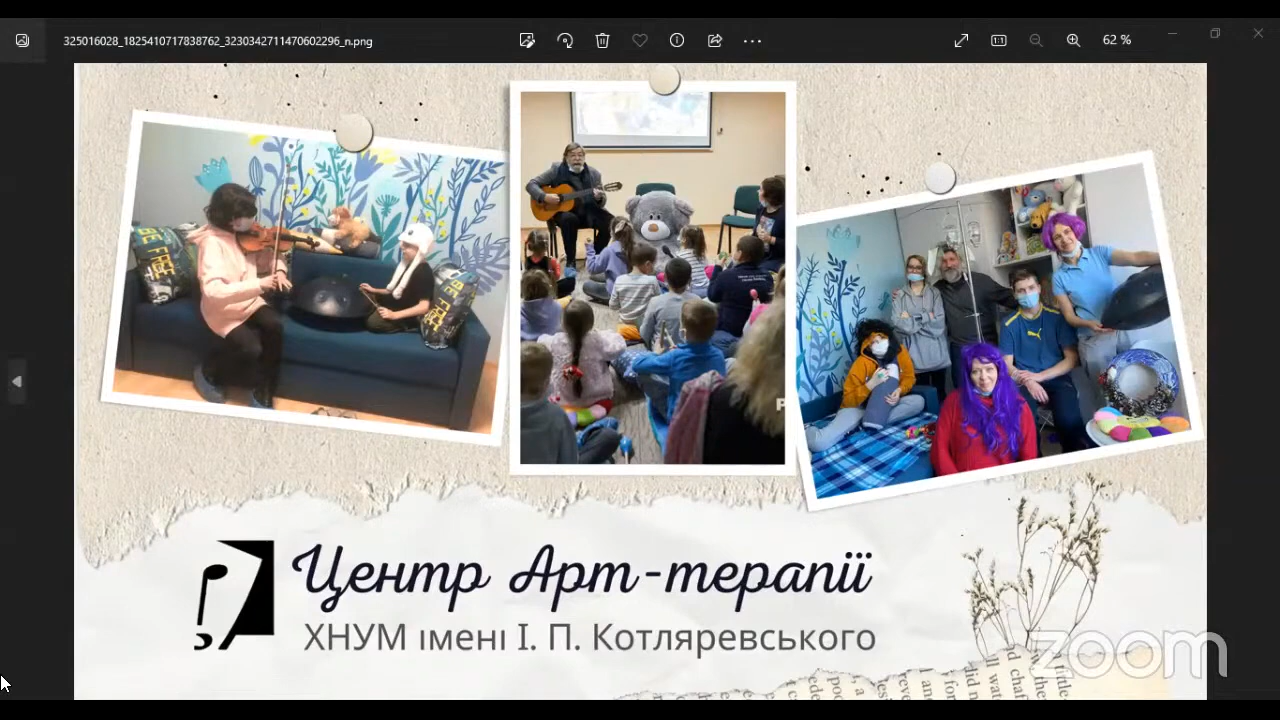 325016028_1825410717838762_3230342711470602296_n.png
62 %
Центр Арт-терапії
ХНУМ імені І. П. Котляревського
zoom